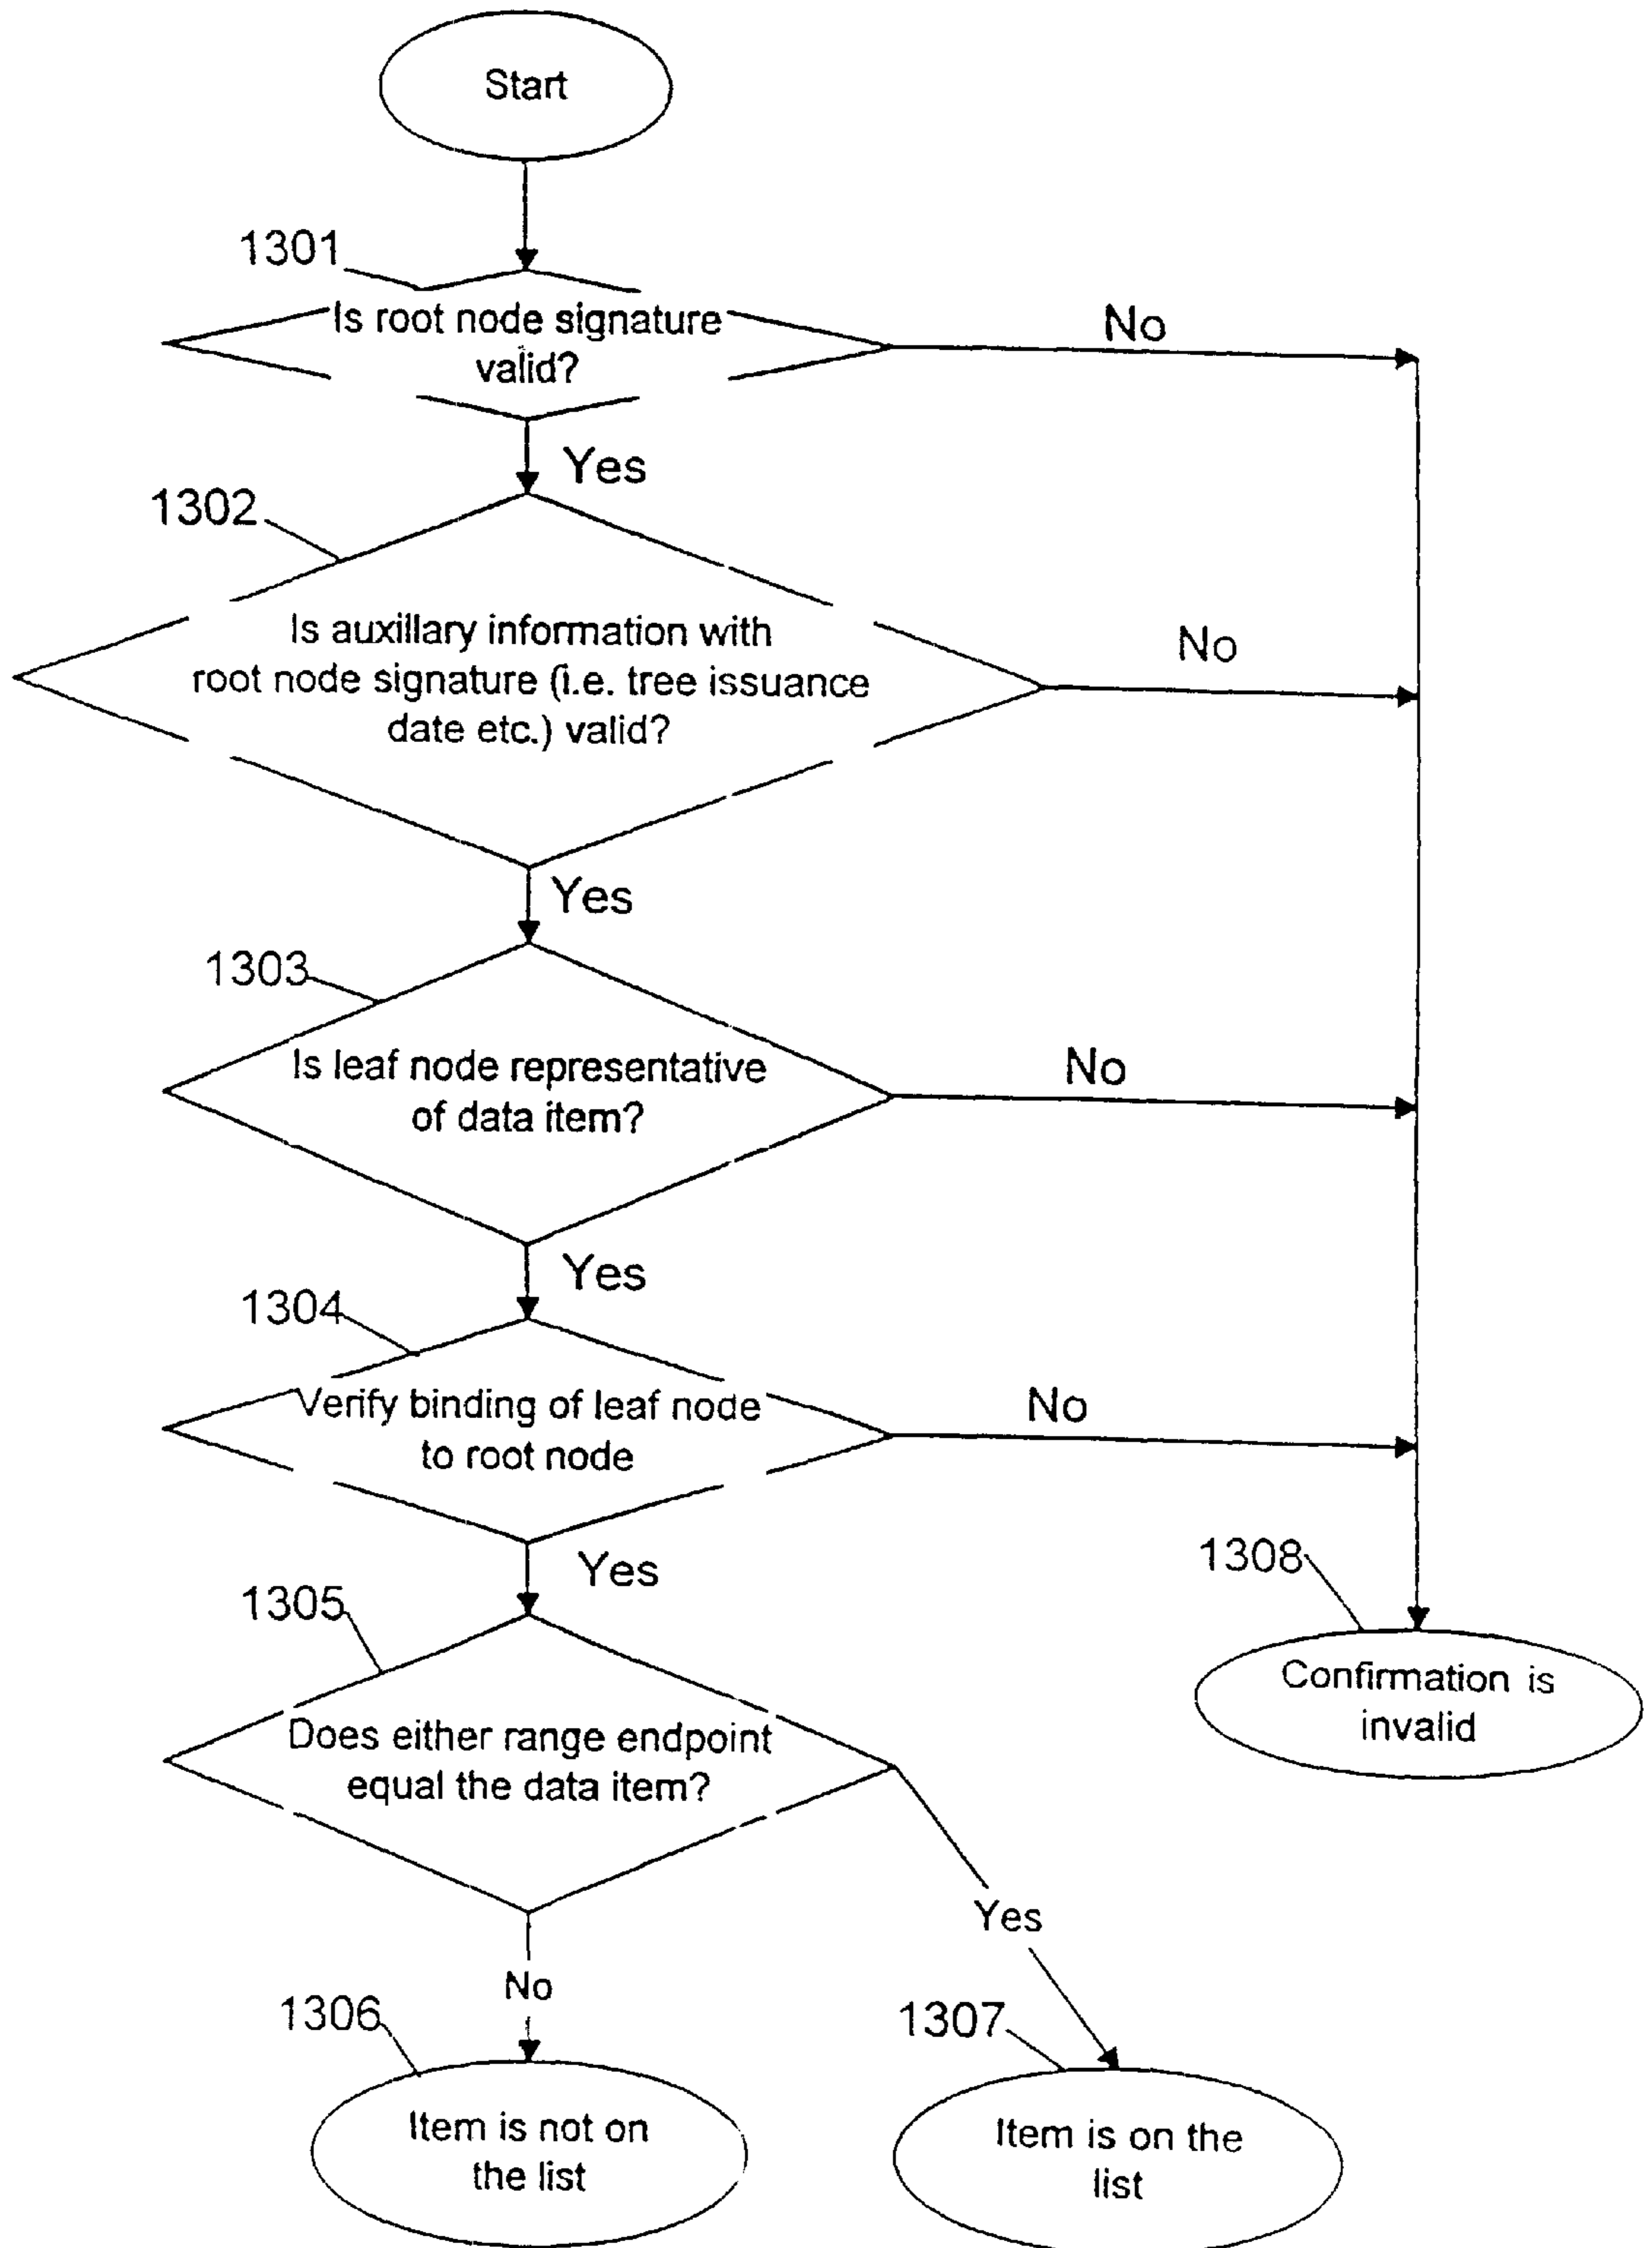 Start
1301
Is root node signature
valid?
No
Yes
1302
Is auxillary information with
root node signature (i.e. tree issuance
date etc.) valid?
No
Yes
1303
Is leaf node representative
of data item?
No
Yes
1304
Verify binding of leaf node
to root node
No
Yes
1305
Does either range endpoint
equal the data item?
1308
Confirmation is
invalid
Yes
No
1306
Item is not on
the list
1307
Item is on the
list